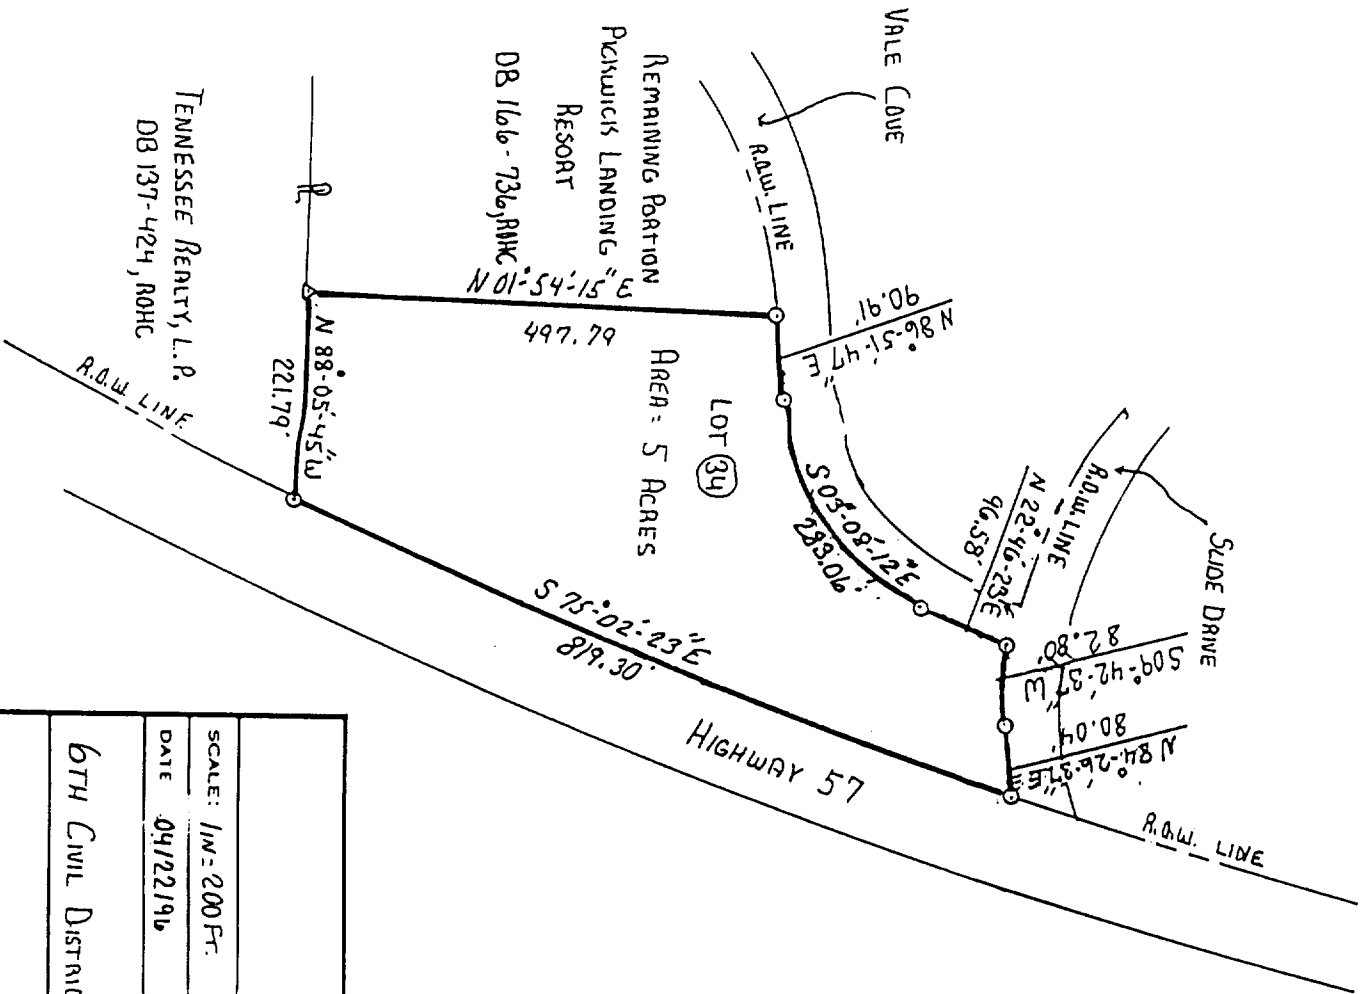 VALE COVE
R.O.W. LINE
REMAINING PORTION
PICKWICK LANDING
RESORT
DB 166-736, ROHC
TENNESSEE REALTY, L.P.
DB 137-424, ROHC
N 01°-54'-15" E
497.79
N 86°-51'-47" E
90.91'
LOT 34
AREA = 5 ACRES
S 03°-08'-12" E
N 22°-46'-23" E
96.58'
R.O.W. LINE
SLIDE DRIVE
S 09°-42'-37" W
82.80'
N 84°-26'-37" E
80.04'
N 88°-05'-45" W
221.79'
S 75°-02'-23" E
819.30'
HIGHWAY 57
R.O.W. LINE
R.O.W. LINE
SCALE: 1 IN = 200 FT.
DATE 04/22/96
6TH CIVIL DISTRIC